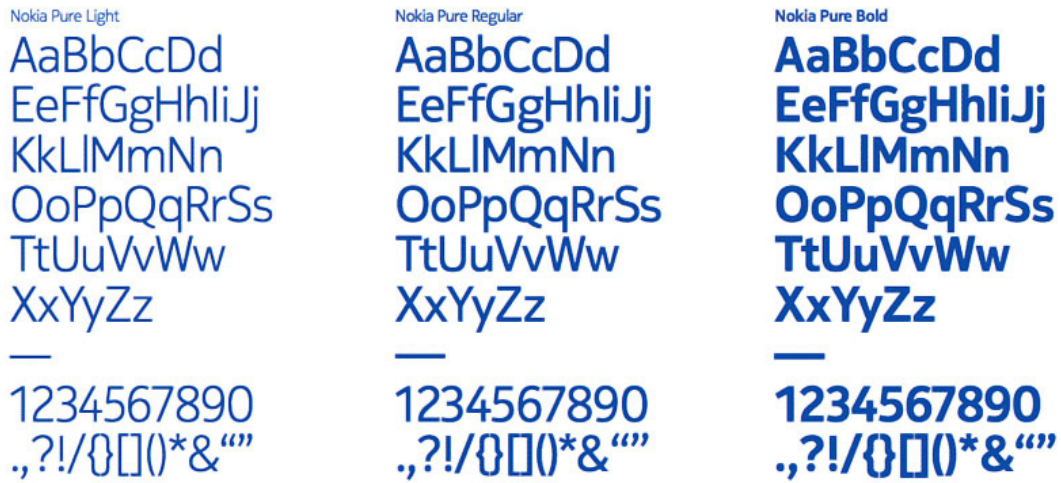 Nokia Pure Light
AaBbCcDd
EeFfGgHhIiJj
KkLlMmNn
OoPpQqRrSs
TtUuVvWw
XxYyZz
—
1234567890
.,?!/{}[]()*&“”
Nokia Pure Regular
AaBbCcDd
EeFfGgHhIiJj
KkLlMmNn
OoPpQqRrSs
TtUuVvWw
XxYyZz
—
1234567890
.,?!/{}[]()*&“”
Nokia Pure Bold
AaBbCcDd
EeFfGgHhIiJj
KkLlMmNn
OoPpQqRrSs
TtUuVvWw
XxYyZz
—
1234567890
.,?!/{}[]()*&“”